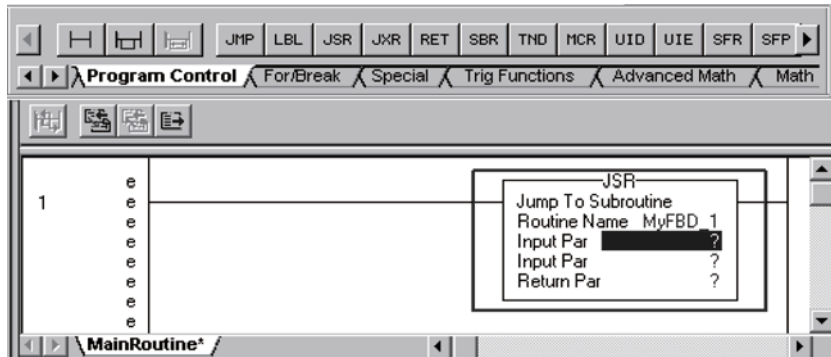 JMP LBL JSR JXR RET SBR TND MCR UID UIE SFR SFP
Program Control For/Break Special Trig Functions Advanced Math Math
JSR
Jump To Subroutine
Routine Name MyFBD_1
Input Par ?
Input Par ?
Return Par ?
1
e
e
e
e
e
e
e
e
MainRoutine*